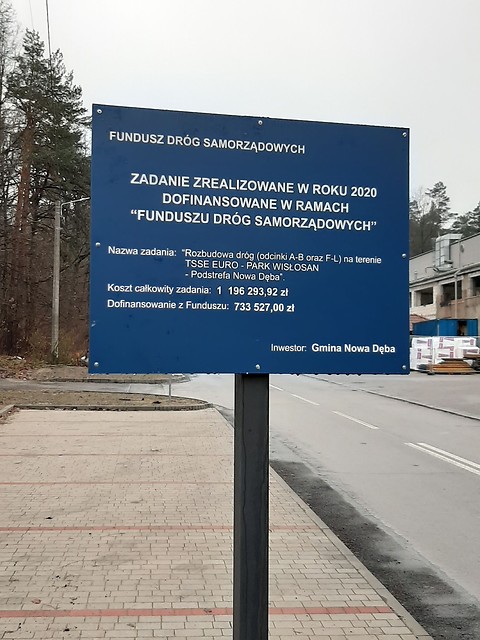 FUNDUSZ DRÓG SAMORZĄDOWYCH
ZADANIE ZREALIZOWANE W ROKU 2020
DOFINANSOWANE W RAMACH
“FUNDUSZU DRÓG SAMORZĄDOWYCH”
Nazwa zadania: “Rozbudowa dróg (odcinki A-B oraz F-L) na terenie
TSSE EURO - PARK WISŁOSAN
- Podstrefa Nowa Dęba”.
Koszt całkowity zadania: 1 196 293,92 zł
Dofinansowanie z Funduszu: 733 527,00 zł
Inwestor: Gmina Nowa Dęba